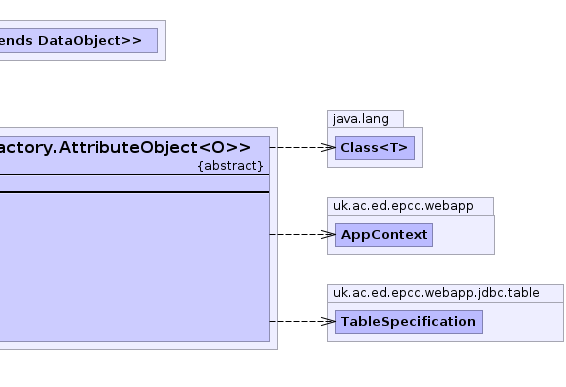 ends DataObject>>
java.lang
actory.AttributeObject<O>>
Class<T>
{abstract}
uk.ac.ed.epcc.webapp
AppContext
uk.ac.ed.epcc.webapp.jdbc.table
TableSpecification